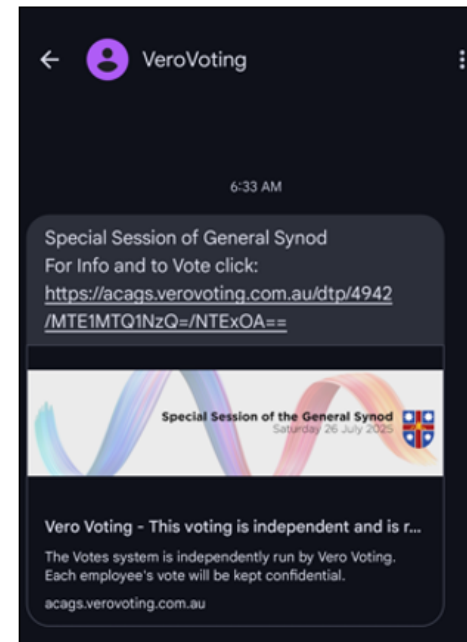 VeroVoting
6:33 AM
Special Session of General Synod
For Info and to Vote click:
https://acags.verovoting.com.au/dtp/4942
/MTE1MTQ1NzQ=/NTExOA==
Special Session of the General Synod
Saturday 26 July 2025
Vero Voting - This voting is independent and is r...
The Votes system is independently run by Vero Voting.
Each employee's vote will be kept confidential.
acags.verovoting.com.au